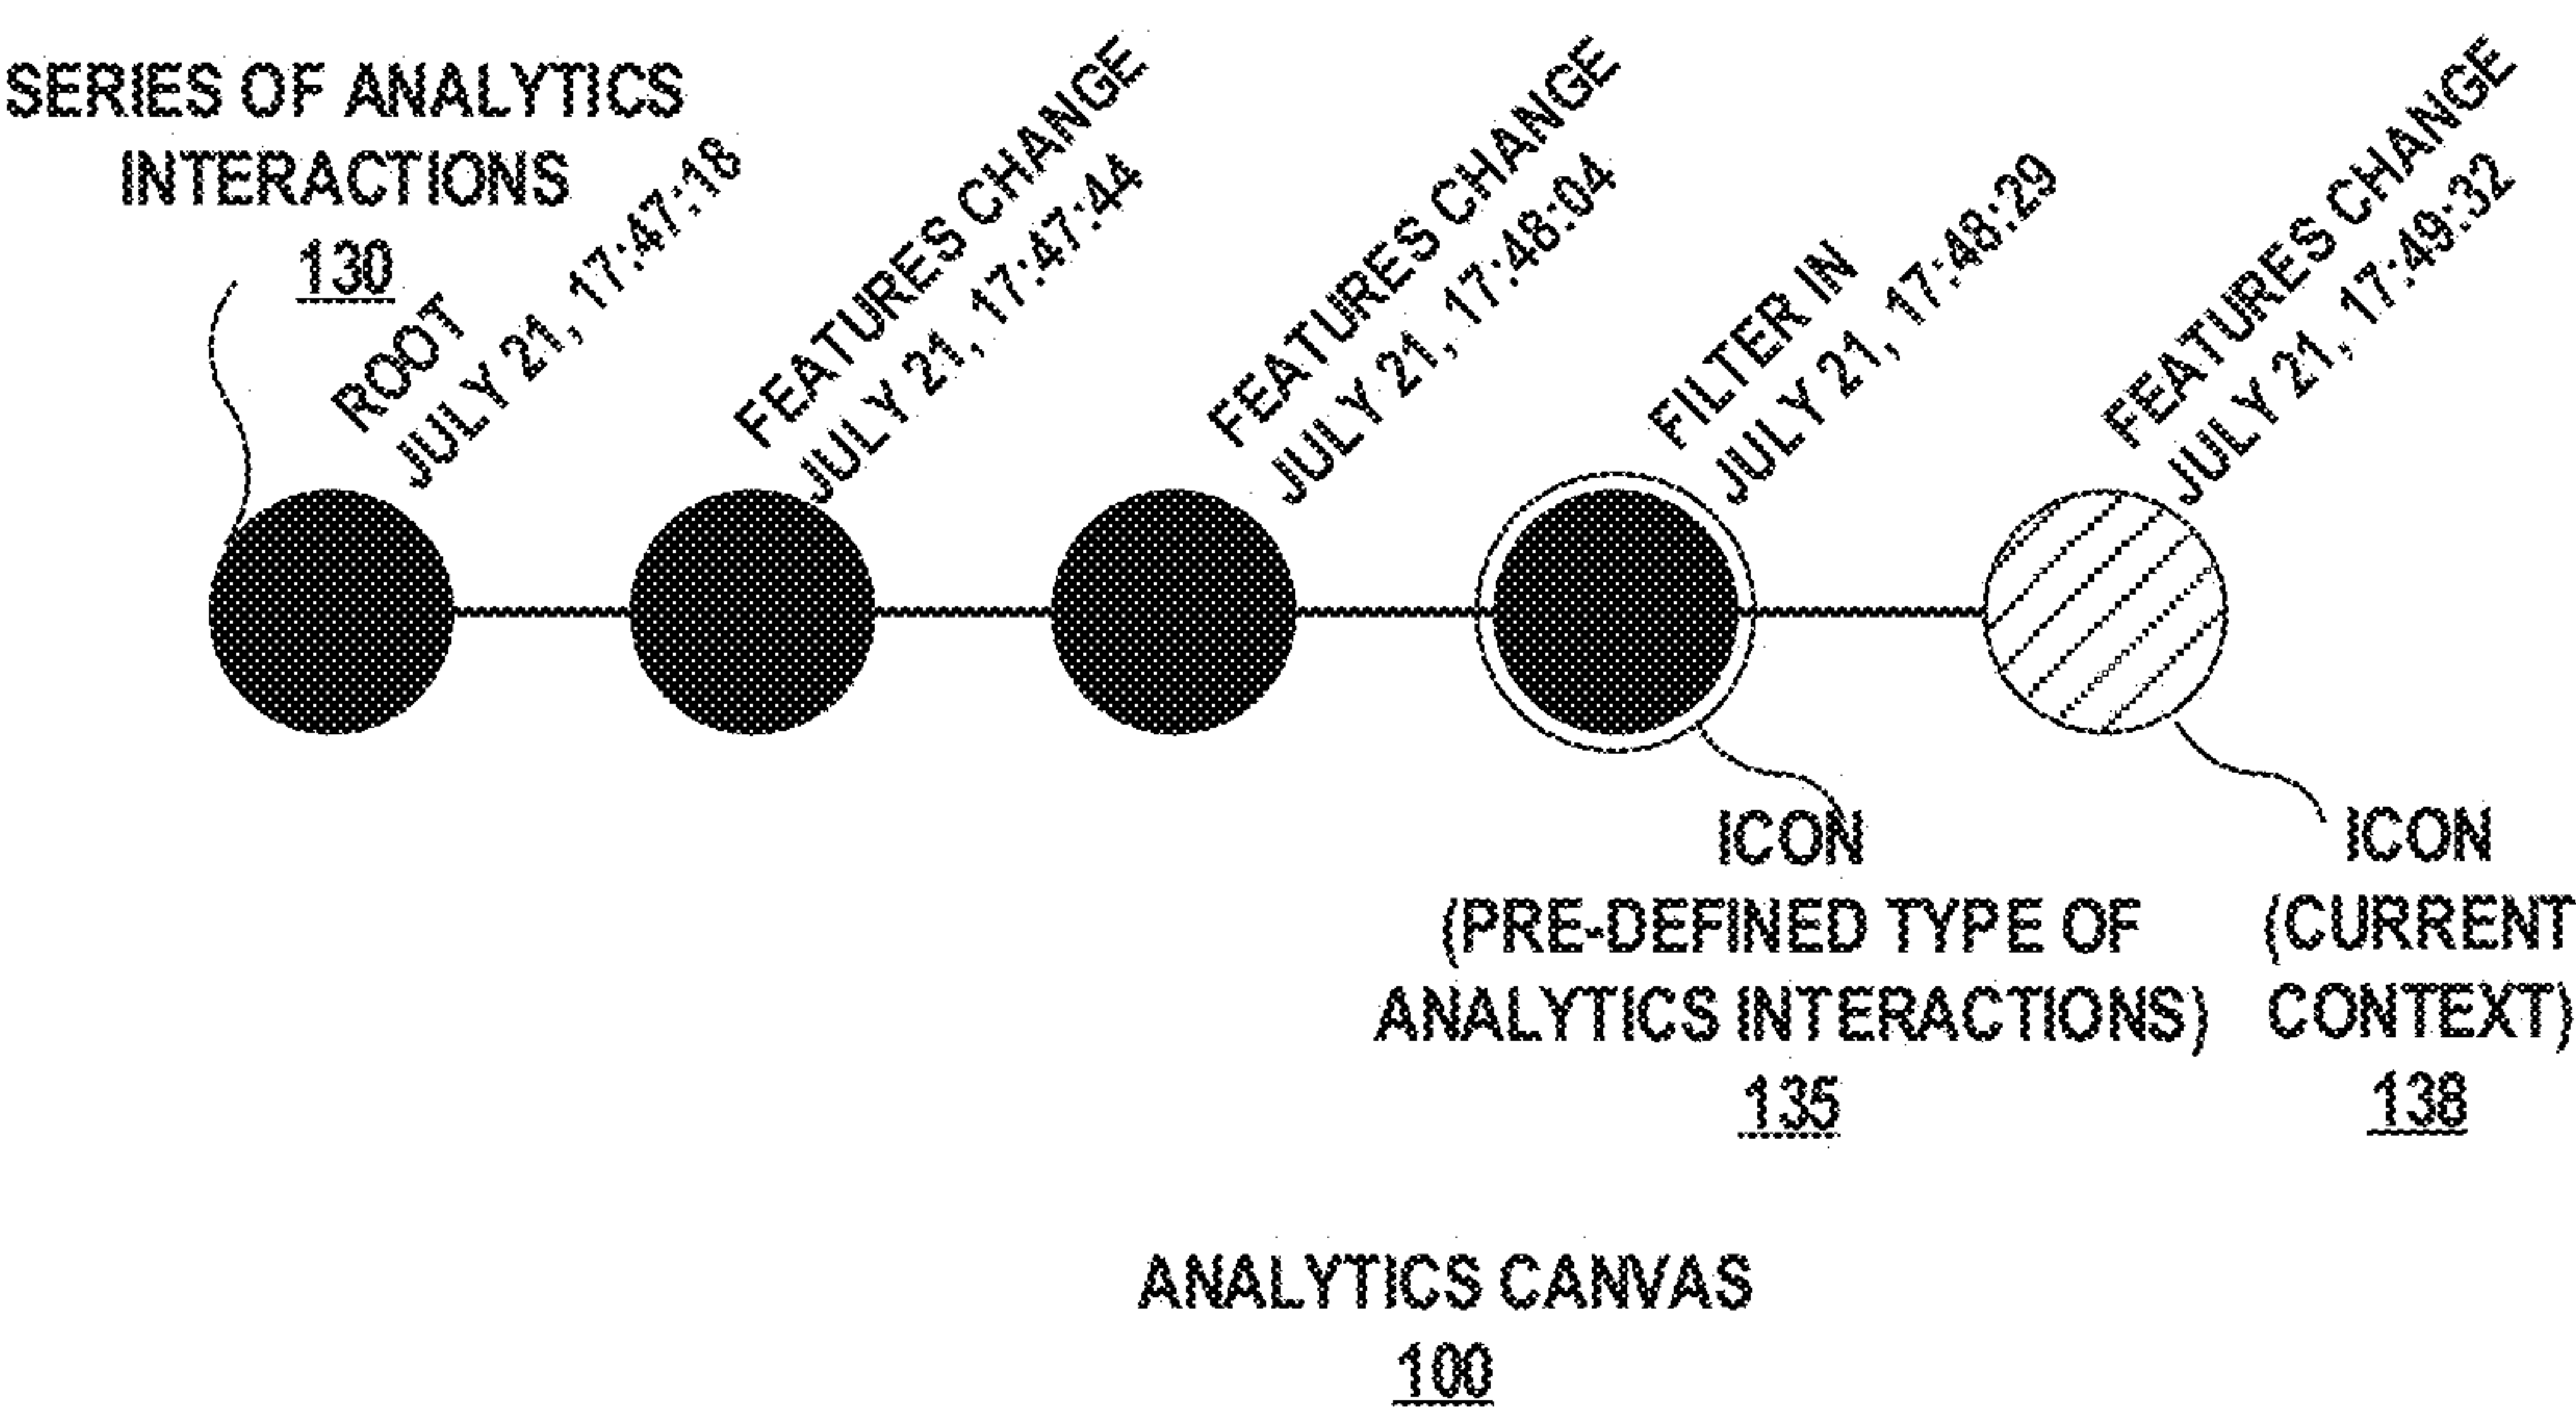 SERIES OF ANALYTICS
INTERACTIONS
130
ROOT
JULY 21, 17:47:18
FEATURES CHANGE
JULY 21, 17:47:44
FEATURES CHANGE
JULY 21, 17:48:04
FILTER IN
JULY 21, 17:48:29
FEATURES CHANGE
JULY 21, 17:49:32
ICON
(PRE-DEFINED TYPE OF
ANALYTICS INTERACTIONS)
135
ICON
(CURRENT
CONTEXT)
138
ANALYTICS CANVAS
100